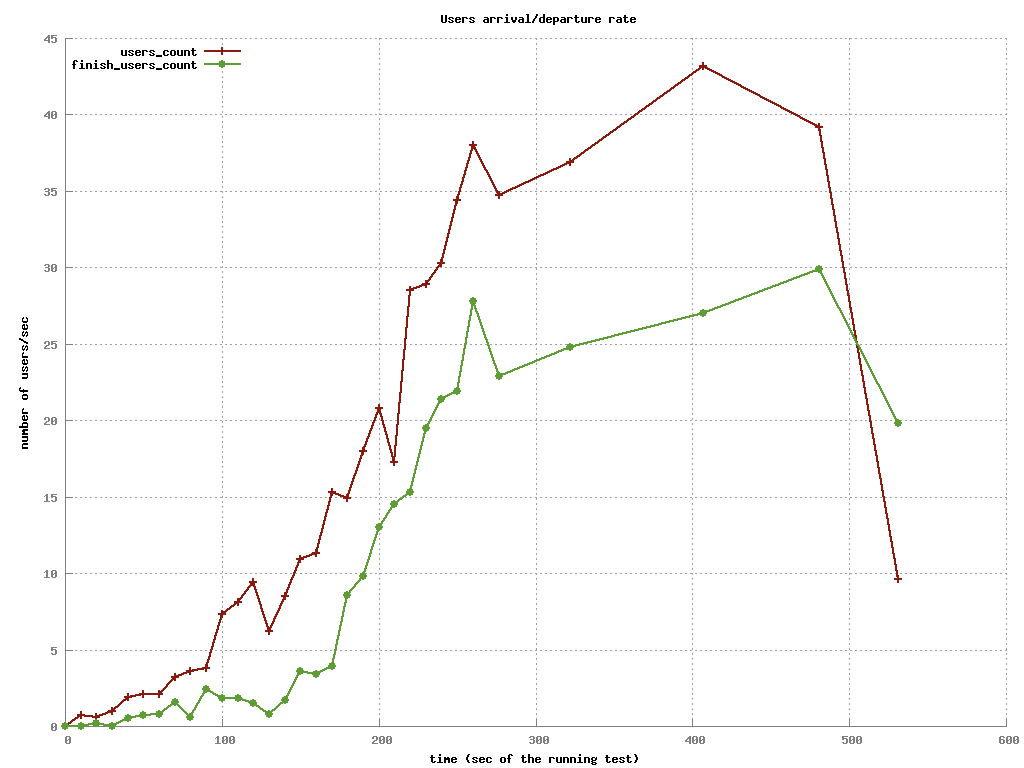 Users arrival/departure rate
users_count
finish_users_count
45
40
35
30
25
20
15
10
5
0
number of users/sec
0 100 200 300 400 500 600
time (sec of the running test)